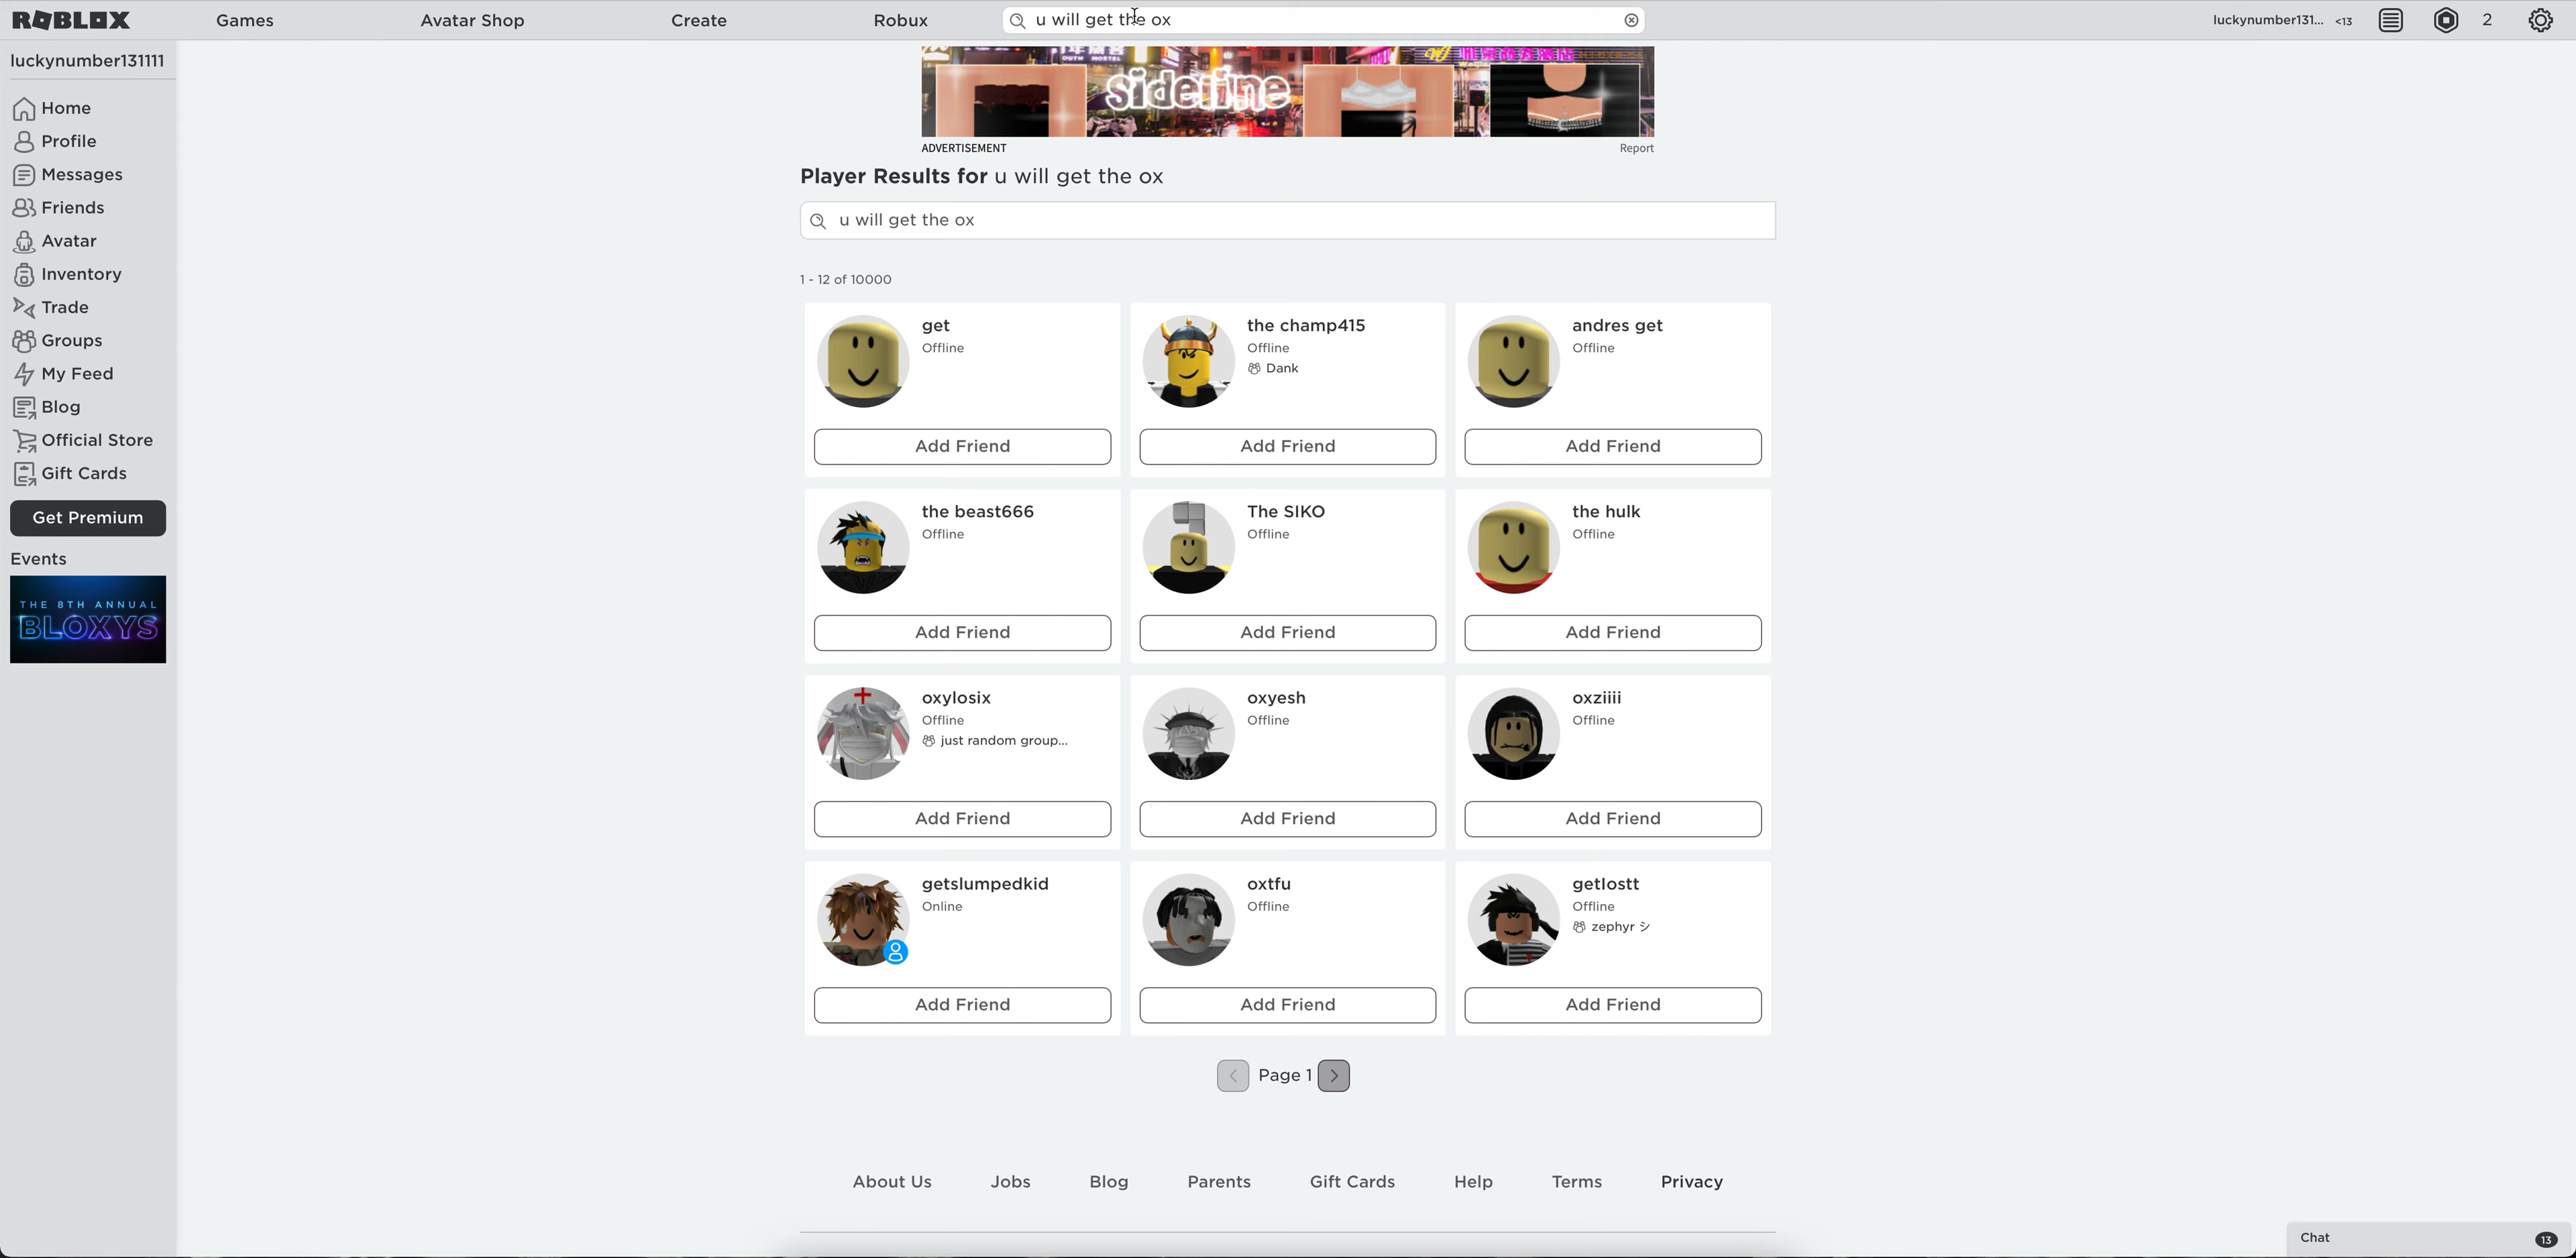 ROBLOX
Games
Avatar Shop
Create
Robux
u will get the ox
luckynumber131... <13
2
luckynumber131111
Home
Profile
Messages
Friends
Avatar
Inventory
Trade
Groups
My Feed
Blog
Official Store
Gift Cards
Get Premium
Events
THE 8TH ANNUAL
BLOXYS
sideline
ADVERTISEMENT
Report
Player Results for u will get the ox
u will get the ox
1 - 12 of 10000
get
Offline
Add Friend
the champ415
Offline
Dank
Add Friend
andres get
Offline
Add Friend
the beast666
Offline
Add Friend
The SIKO
Offline
Add Friend
the hulk
Offline
Add Friend
oxylosix
Offline
just random group...
Add Friend
oxyesh
Offline
Add Friend
oxziiii
Offline
Add Friend
getslumpedkid
Online
Add Friend
oxtfu
Offline
Add Friend
getlostt
Offline
zephyr シ
Add Friend
Page 1
About Us
Jobs
Blog
Parents
Gift Cards
Help
Terms
Privacy
Chat
13